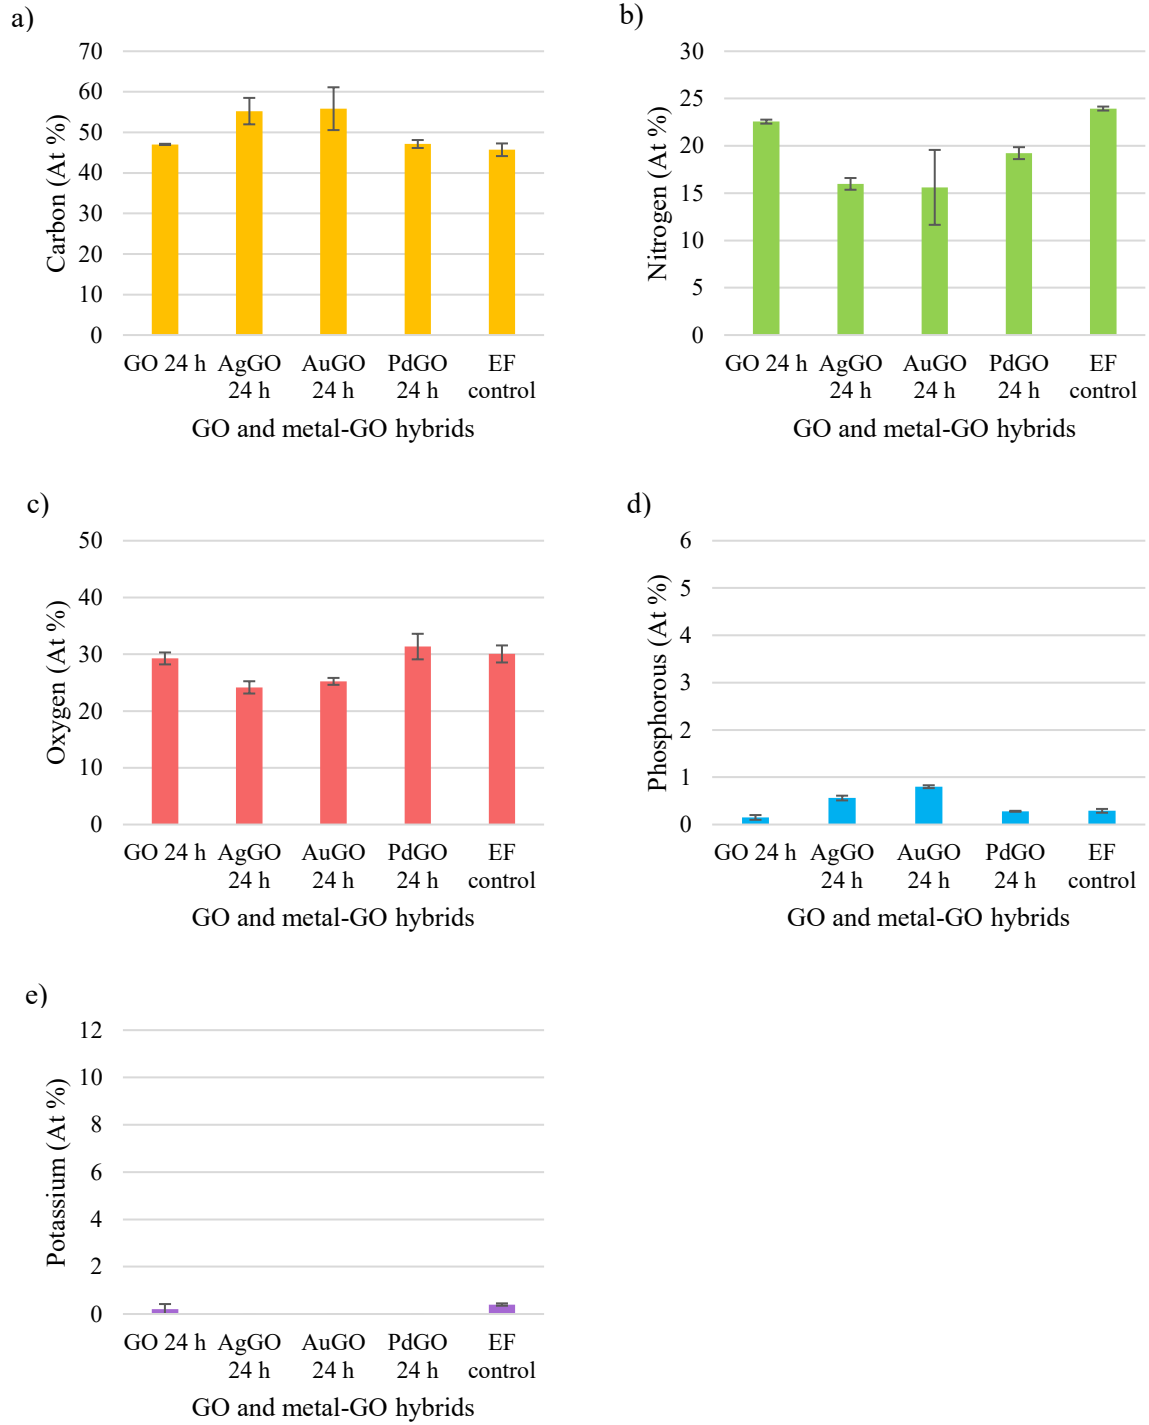 a)
70
60
50
40
30
20
10
0
Carbon (At %)
GO 24 h AgGO AuGO PdGO EF
24 h 24 h 24 h control
GO and metal-GO hybrids
b)
30
25
20
15
10
5
0
Nitrogen (At %)
GO 24 h AgGO AuGO PdGO EF
24 h 24 h 24 h control
GO and metal-GO hybrids
c)
50
40
30
20
10
0
Oxygen (At %)
GO 24 h AgGO AuGO PdGO EF
24 h 24 h 24 h control
GO and metal-GO hybrids
d)
6
5
4
3
2
1
0
Phosphorous (At %)
GO 24 h AgGO AuGO PdGO EF
24 h 24 h 24 h control
GO and metal-GO hybrids
e)
12
10
8
6
4
2
0
Potassium (At %)
GO 24 h AgGO AuGO PdGO EF
24 h 24 h 24 h control
GO and metal-GO hybrids